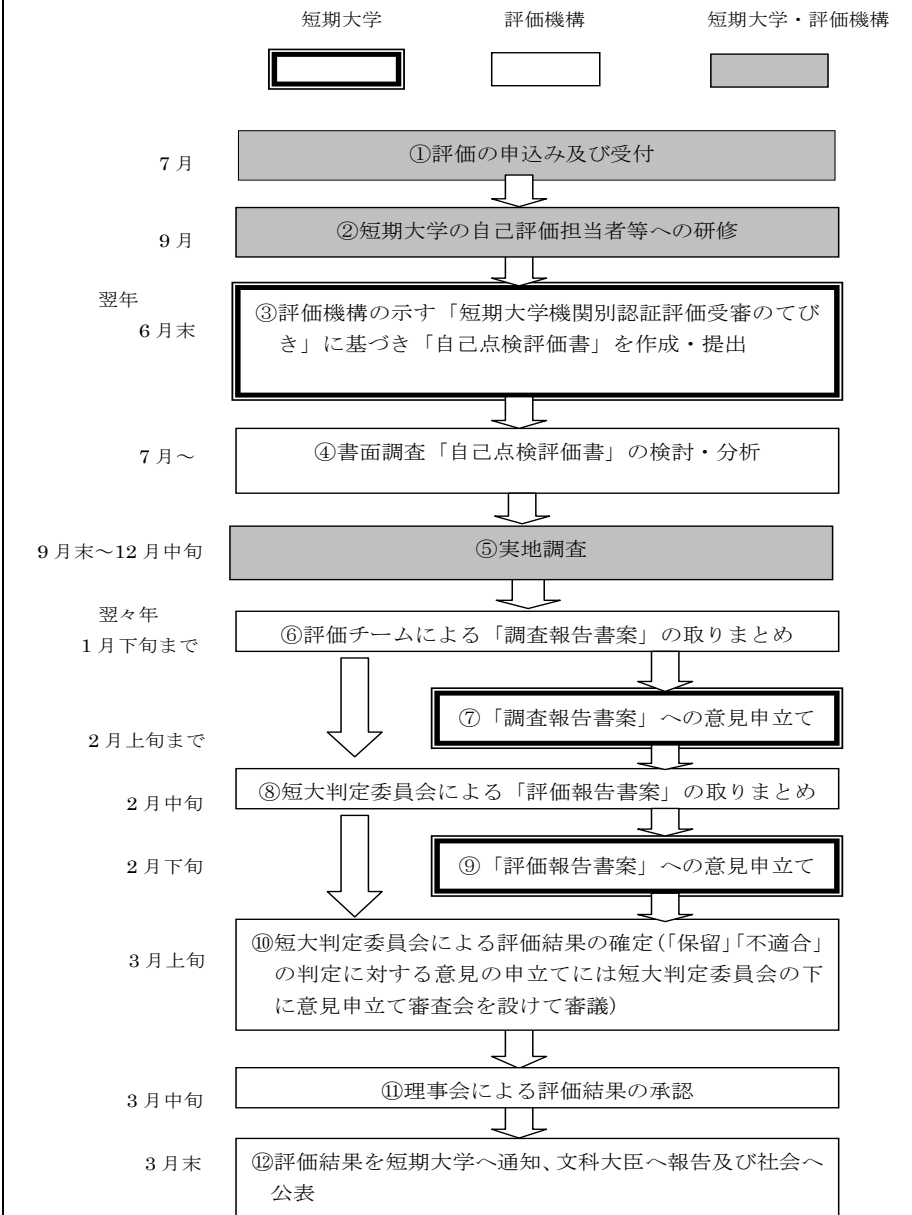 短期大学
評価機構
短期大学・評価機構
7月
①評価の申込み及び受付
9月
②短期大学の自己評価担当者等への研修
翌年
6月末
③評価機構の示す「短期大学機関別認証評価受審のてび
き」に基づき「自己点検評価書」を作成・提出
7月～
④書面調査「自己点検評価書」の検討・分析
9月末～12月中旬
⑤実地調査
翌々年
1月下旬まで
⑥評価チームによる「調査報告書案」の取りまとめ
⑦「調査報告書案」への意見申立て
2月上旬まで
2月中旬
⑧短大判定委員会による「評価報告書案」の取りまとめ
2月下旬
⑨「評価報告書案」への意見申立て
3月上旬
⑩短大判定委員会による評価結果の確定(「保留」「不適合」
の判定に対する意見の申立てには短大判定委員会の下
に意見申立て審査会を設けて審議)
3月中旬
⑪理事会による評価結果の承認
3月末
⑫評価結果を短期大学へ通知、文科大臣へ報告及び社会へ
公表